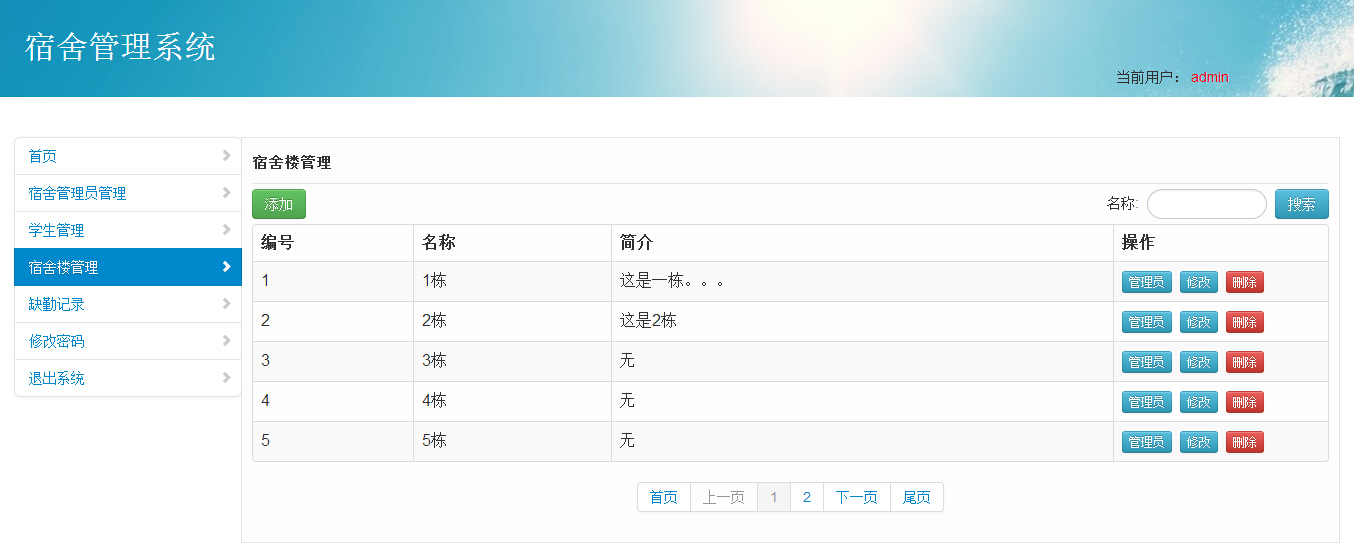 宿舍管理系统
当前用户： admin
首页
宿舍管理员管理
学生管理
宿舍楼管理
缺勤记录
修改密码
退出系统
宿舍楼管理
添加 名称: 搜索
编号 名称 简介 操作
1 1栋 这是一栋。。。 管理员 修改 删除
2 2栋 这是2栋 管理员 修改 删除
3 3栋 无 管理员 修改 删除
4 4栋 无 管理员 修改 删除
5 5栋 无 管理员 修改 删除
首页 上一页 1 2 下一页 尾页